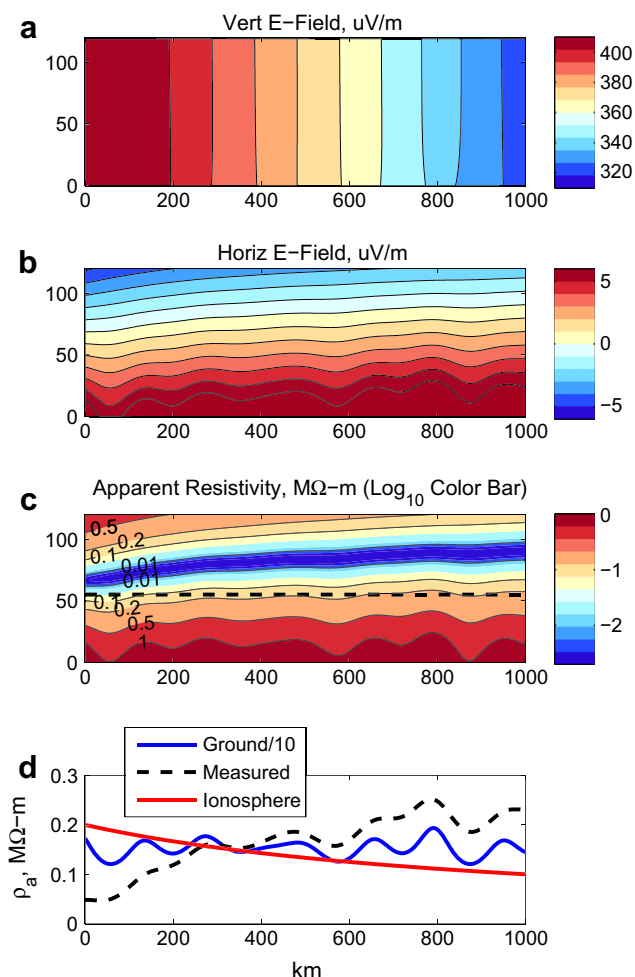 a
Vert E−Field, uV/m
100
50
0
0 200 400 600 800 1000
400
380
360
340
320
b
Horiz E−Field, uV/m
100
50
0
0 200 400 600 800 1000
5
0
−5
c
Apparent Resistivity, MΩ−m (Log10 Color Bar)
100
50
0
0.5
0.2
0.1
0.01
0.01
0.1
0.2
0.5
1
0 200 400 600 800 1000
0
−1
−2
d
Ground/10
Measured
Ionosphere
ρa, MΩ−m
0.3
0.2
0.1
0
0 200 400 600 800 1000
km